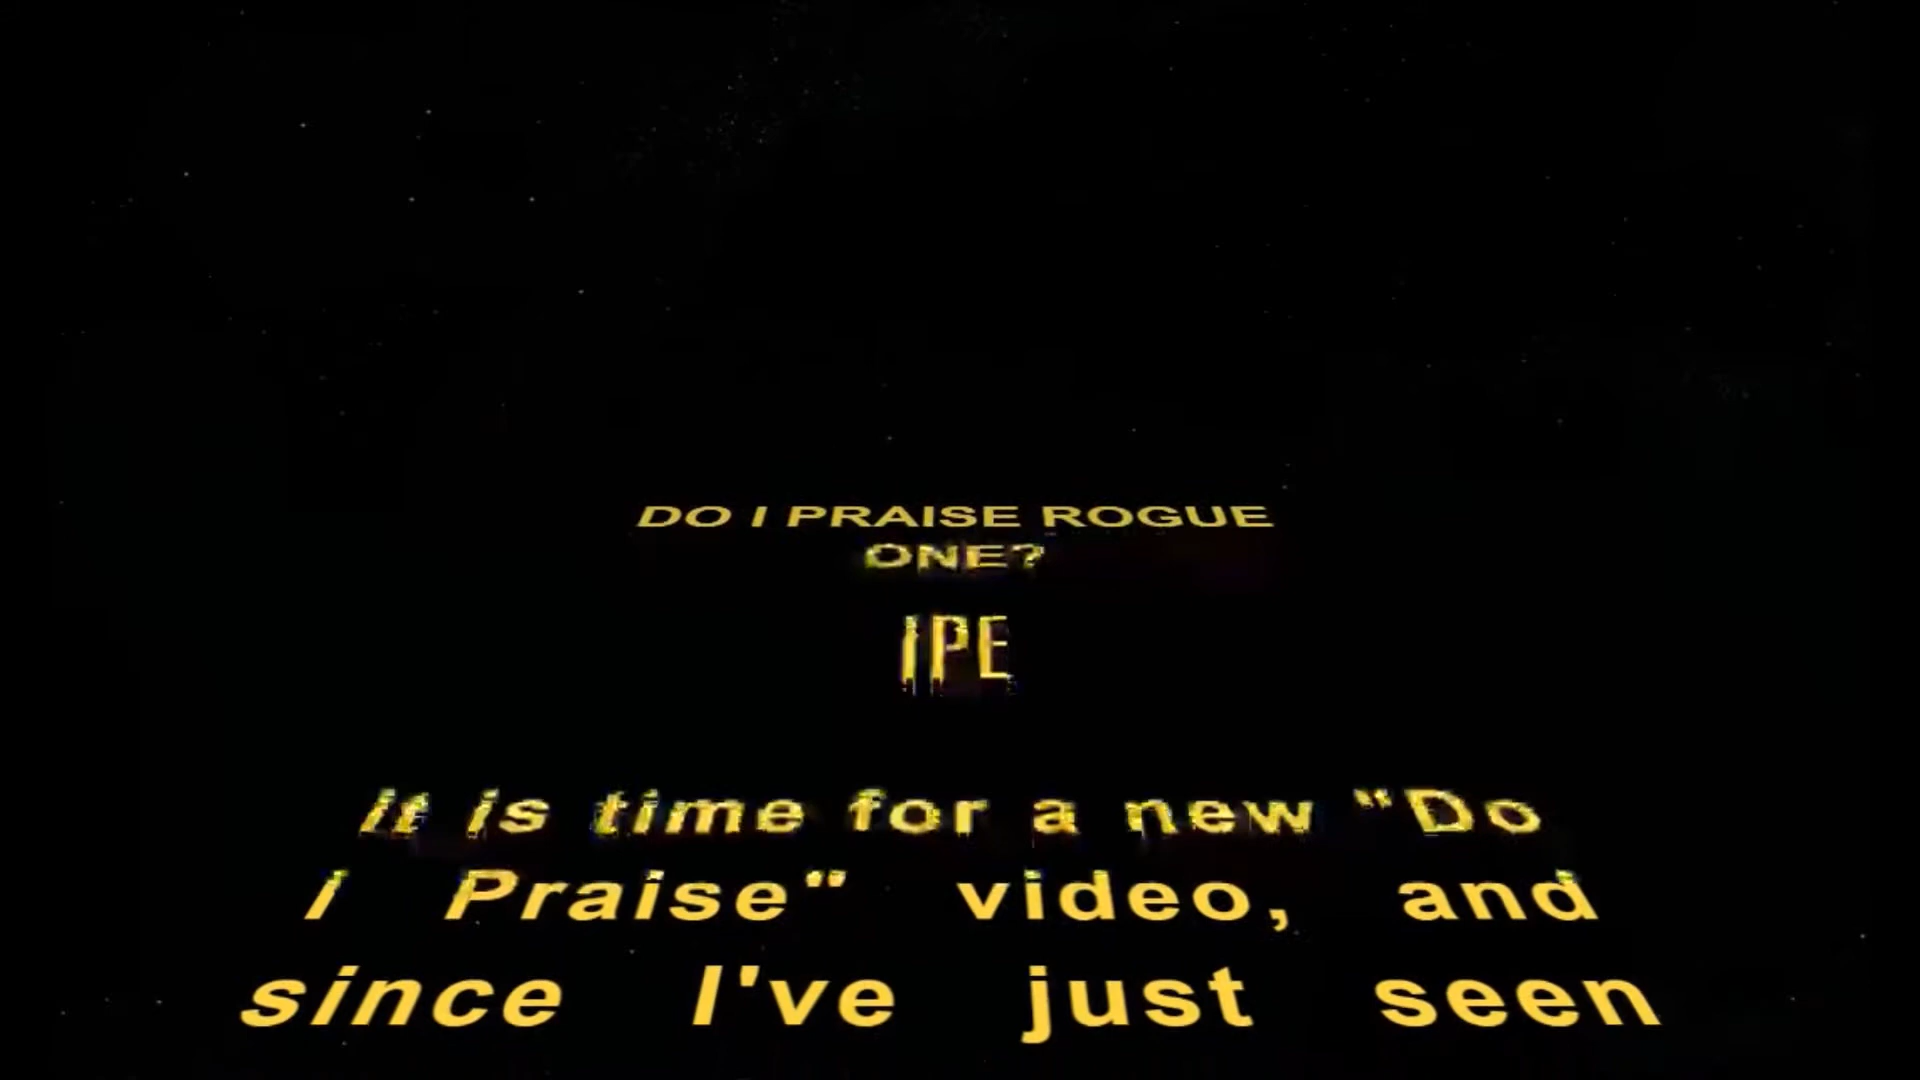 DO I PRAISE ROGUE
ONE?
IPE
it is time for a new "Do
I Praise" video, and
since I've just seen